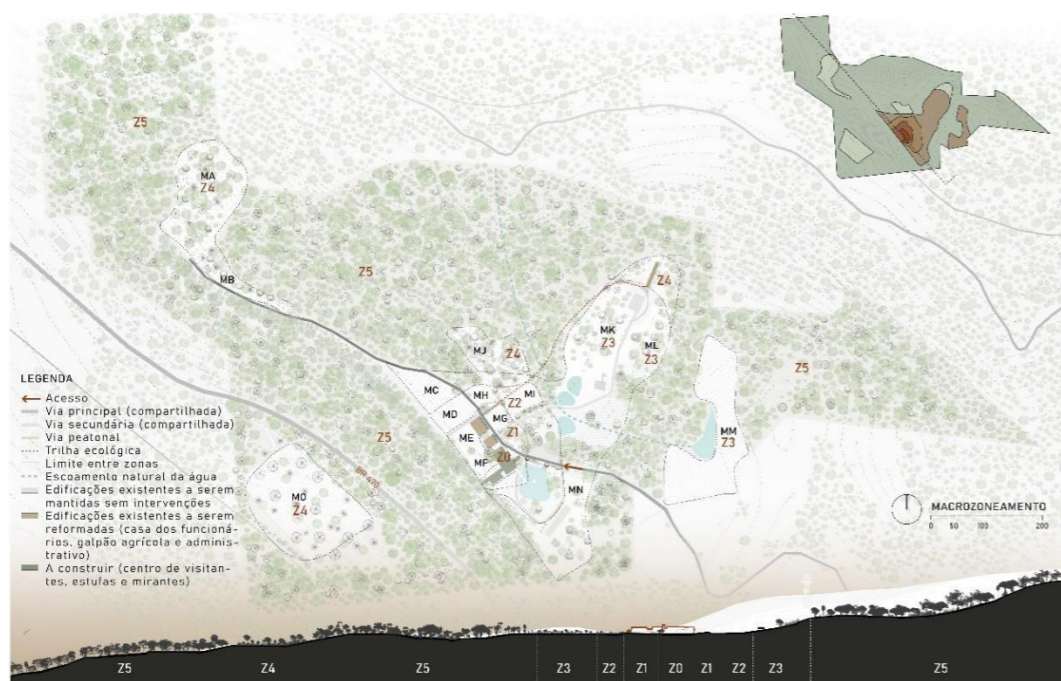 Z5
MA
Z4
MB
Z5
Z4
MK
Z3
ML
Z3
MJ
Z4
Z5
MC
MH
MI
Z2
MD
MG
Z1
ME
Z0
MF
MM
Z3
Z5
MN
MO
Z4
BR-470
LEGENDA
Acesso
Via principal (compartilhada)
Via secundária (compartilhada)
Via peatonal
Trilha ecológica
Limite entre zonas
Escoamento natural da água
Edificações existentes a serem
mantidas sem intervenções
Edificações existentes a serem
reformadas (casa dos funcioná-
rios, galpão agrícola e adminis-
trativo)
A construir (centro de visitan-
tes, estufas e mirantes)
MACROZONEAMENTO
0 50 100 200
Z5 Z4 Z5 Z3 Z2 Z1 Z0 Z1 Z2 Z3 Z5